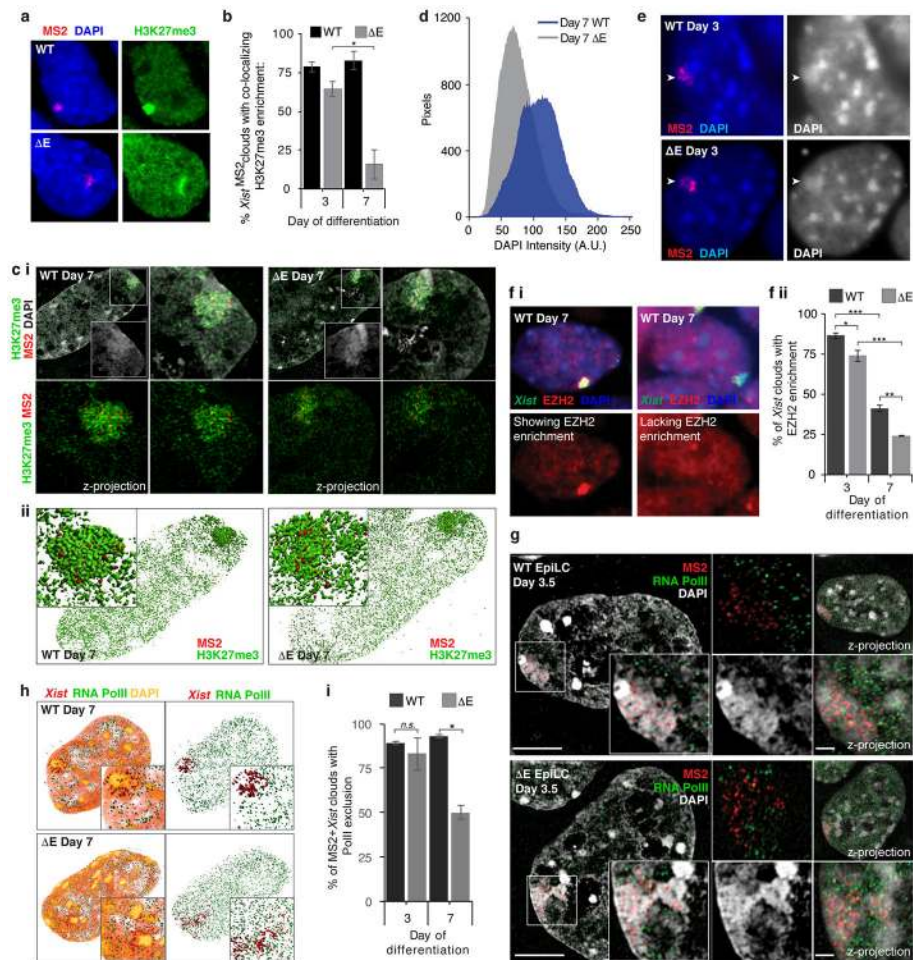 a
MS2 DAPI
H3K27me3
WT
ΔE
b
WT ΔE
% Xist MS2 clouds with co-localizing
H3K27me3 enrichment:
100
75
50
25
0
*
3 7
Day of differentiation
d
Day 7 WT
Day 7 ΔE
Pixels
1200
900
600
300
0
0 50 100 150 200 250
DAPI Intensity (A.U.)
e
WT Day 3
MS2 DAPI
DAPI
ΔE Day 3
MS2 DAPI
DAPI
c i
WT Day 7
ΔE Day 7
H3K27me3
MS2 DAPI
H3K27me3 MS2
z-projection
z-projection
ii
WT Day 7
MS2
H3K27me3
ΔE Day 7
MS2
H3K27me3
f i
WT Day 7
WT Day 7
Xist EZH2 DAPI
Xist EZH2 DAPI
Showing EZH2
enrichment
Lacking EZH2
enrichment
f ii
WT ΔE
% of Xist clouds with
EZH2 enrichment
100
75
50
25
0
***
*
***
**
3 7
Day of
differentiation
g
WT EpiLC
Day 3.5
MS2
RNA PolII
DAPI
z-projection
z-projection
ΔE EpiLC
Day 3.5
MS2
RNA PolII
DAPI
z-projection
z-projection
h
Xist RNA PolII DAPI
Xist RNA PolII
WT Day 7
ΔE Day 7
i
WT ΔE
% of MS2+Xist clouds with
PolII exclusion
100
75
50
25
0
n.s.
*
3 7
Day of
differentiation